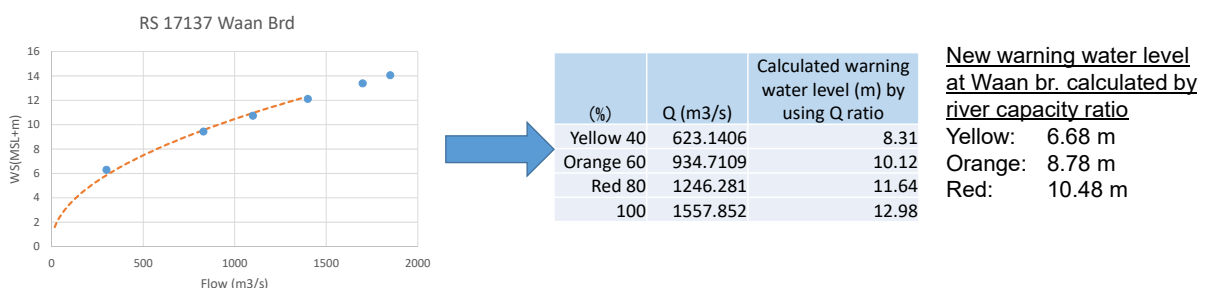 RS 17137 Waan Brd
WS(MSL+m)
16
14
12
10
8
6
4
2
0
0 500 1000 1500 2000
Flow (m3/s)
(%) Q (m3/s) Calculated warning
water level (m) by
using Q ratio
Yellow 40 623.1406 8.31
Orange 60 934.7109 10.12
Red 80 1246.281 11.64
100 1557.852 12.98
New warning water level
at Waan br. calculated by
river capacity ratio
Yellow: 6.68 m
Orange: 8.78 m
Red: 10.48 m